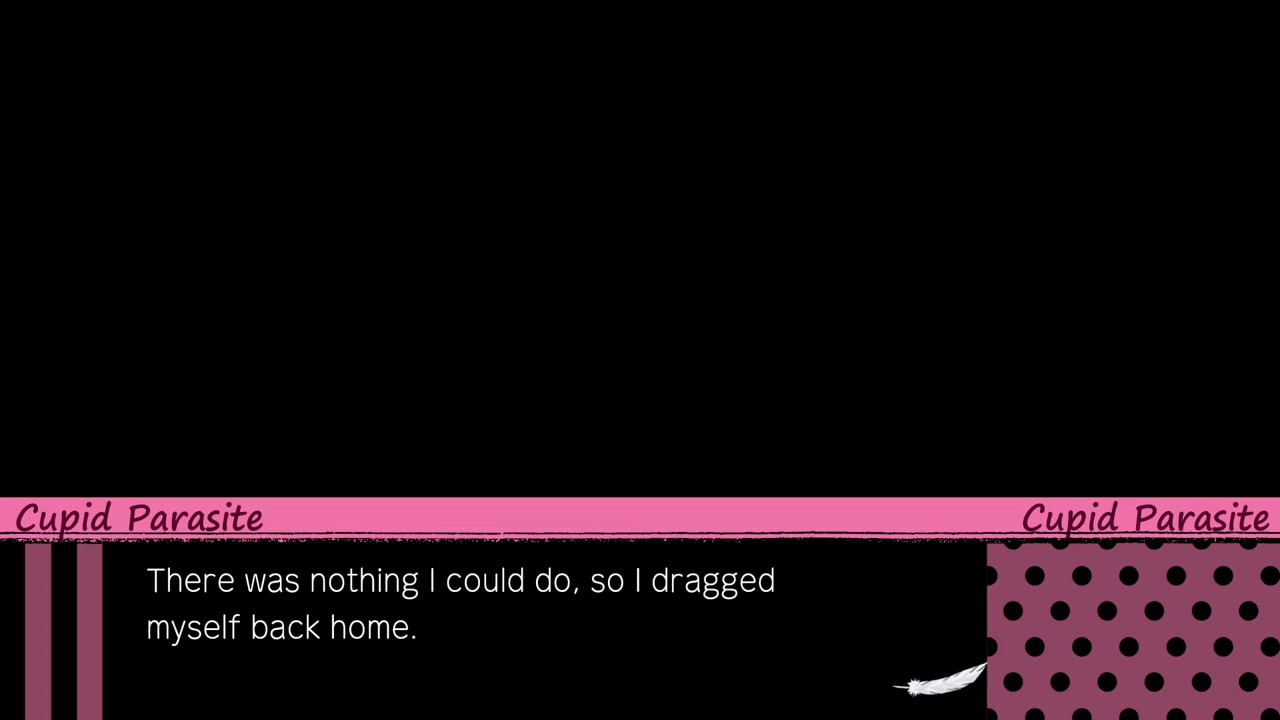 Cupid Parasite
Cupid Parasite
There was nothing I could do, so I dragged
myself back home.